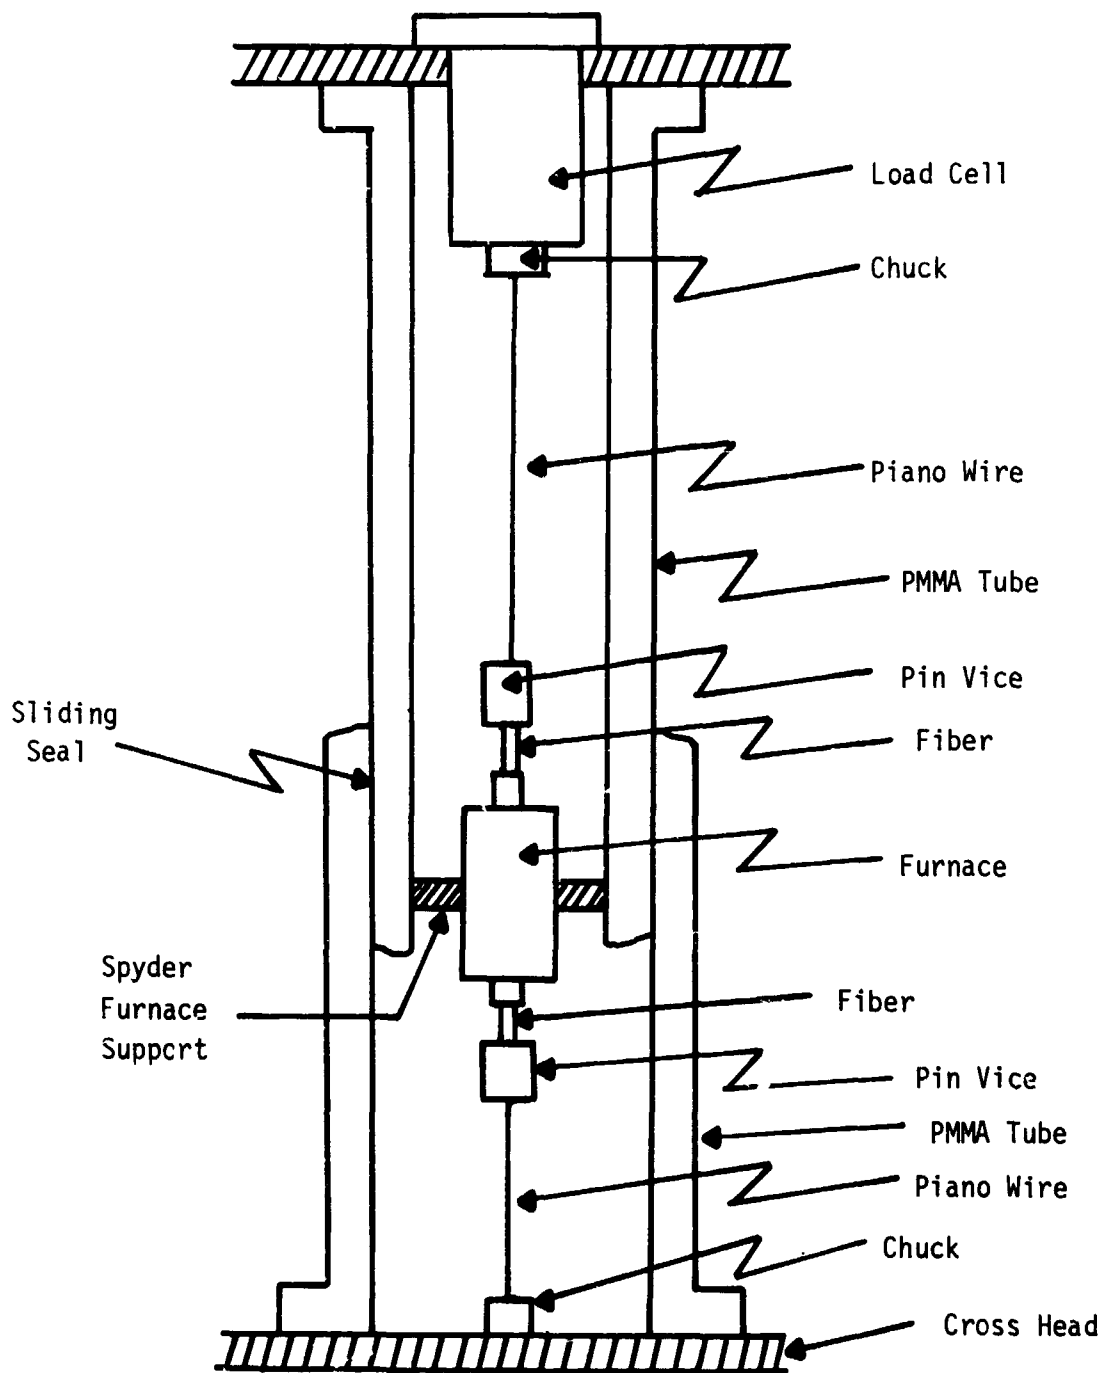 Load Cell
Chuck
Piano Wire
PMMA Tube
Pin Vice
Sliding
Seal
Fiber
Furnace
Spyder
Furnace
Suppcrt
Fiber
Pin Vice
PMMA Tube
Piano Wire
Chuck
Cross Head